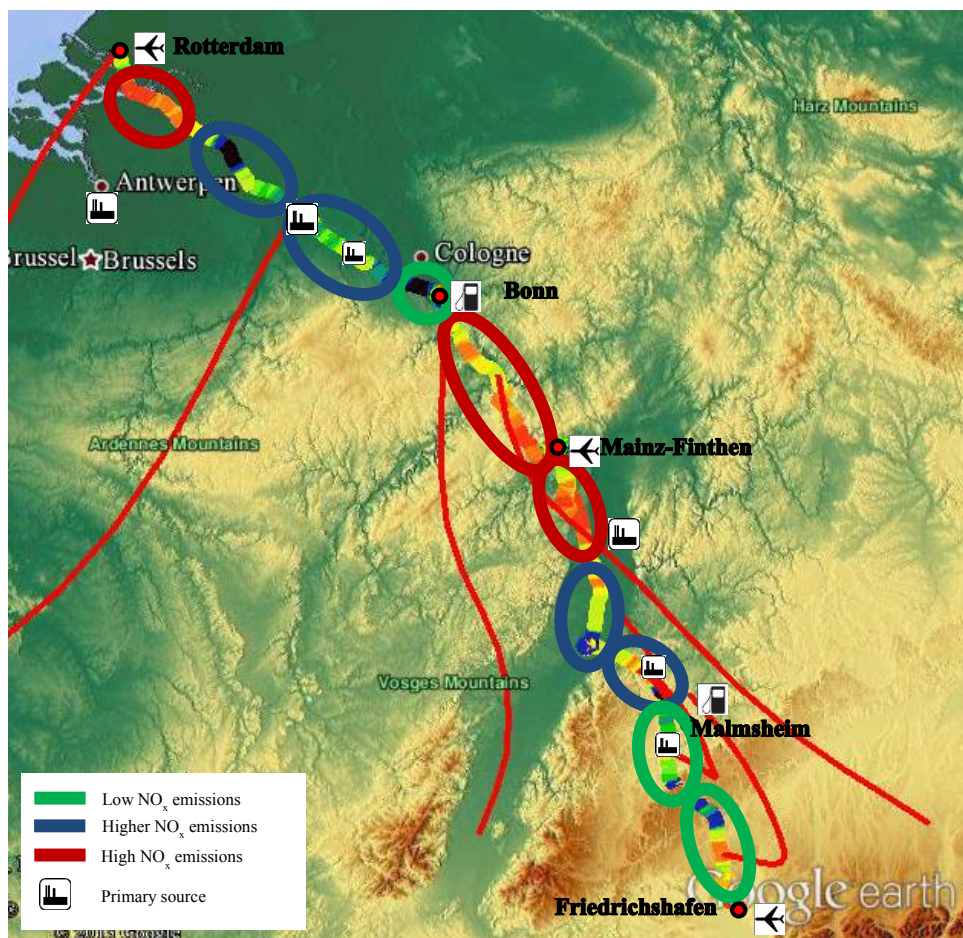 Rotterdam
Harz Mountains
Antwerpen
Brussel Brussels
Cologne
Bonn
Ardennes Mountains
Mainz-Finthen
Vosges Mountains
Malmsheim
Low NOx emissions
Higher NOx emissions
High NOx emissions
Primary source
Google earth
Friedrichshafen